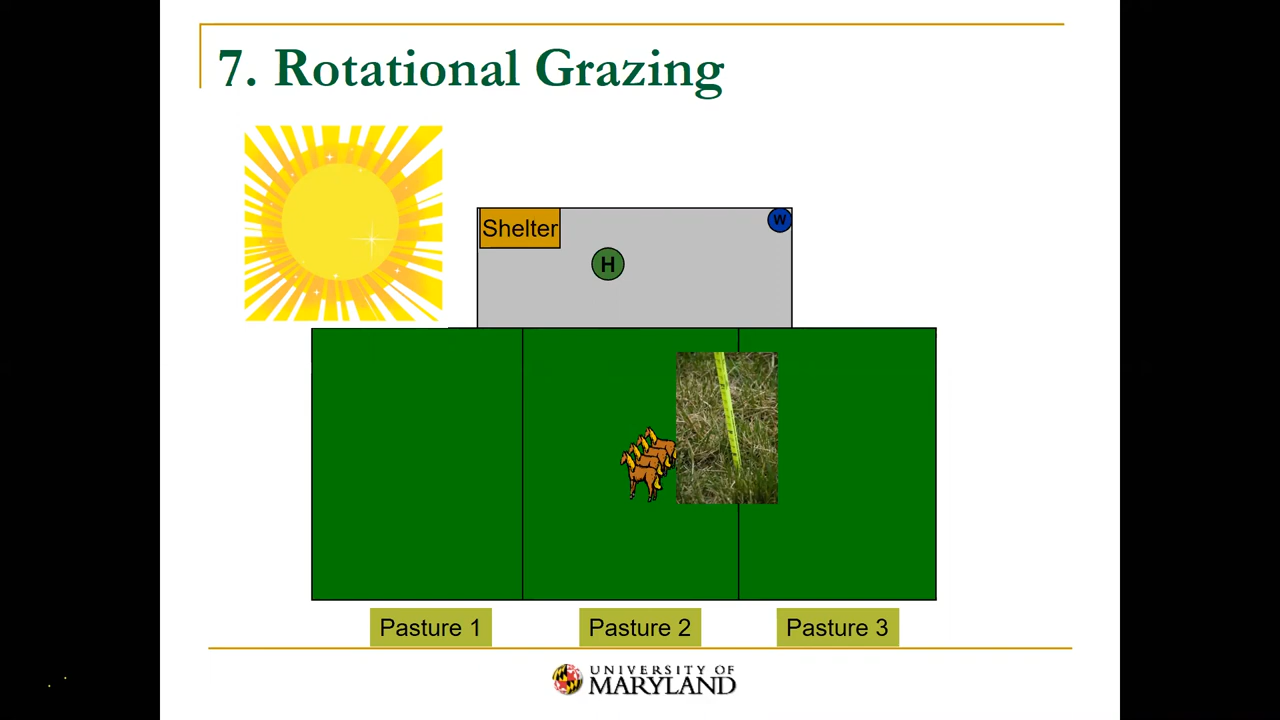 7. Rotational Grazing
Shelter
W
H
Pasture 1
Pasture 2
Pasture 3
UNIVERSITY OF
MARYLAND